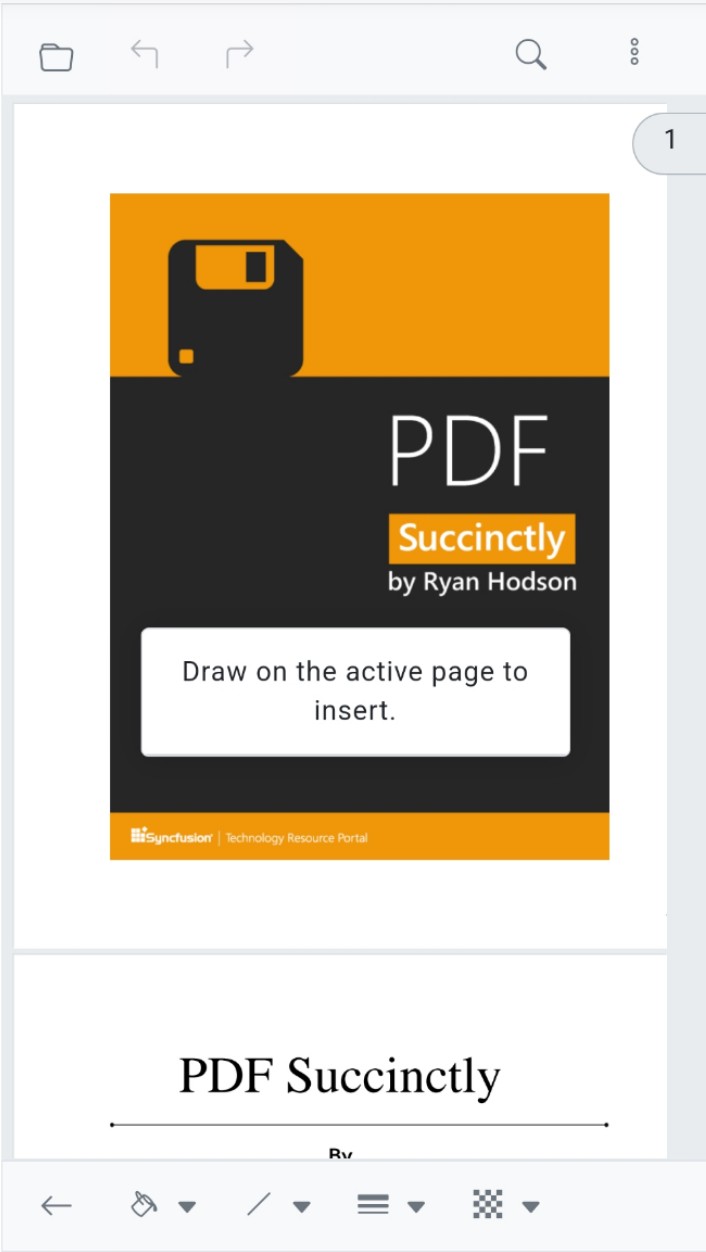 1
PDF
Succinctly
by Ryan Hodson
Draw on the active page to
insert.
Syncfusion | Technology Resource Portal
PDF Succinctly
By